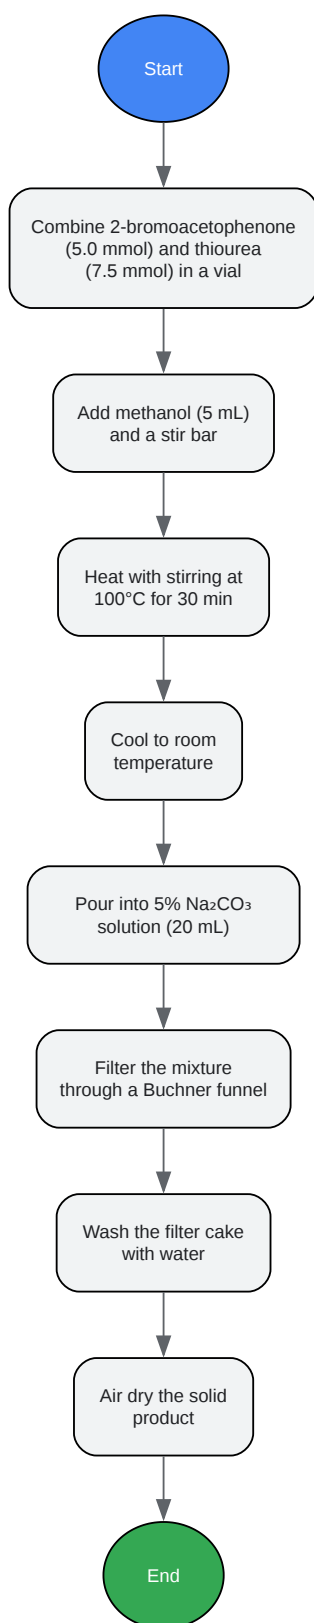 Start
Combine 2-bromoacetophenone
(5.0 mmol) and thiourea
(7.5 mmol) in a vial
Add methanol (5 mL)
and a stir bar
Heat with stirring at
100°C for 30 min
Cool to room
temperature
Pour into 5% Na₂CO₃
solution (20 mL)
Filter the mixture
through a Buchner funnel
Wash the filter cake
with water
Air dry the solid
product
End